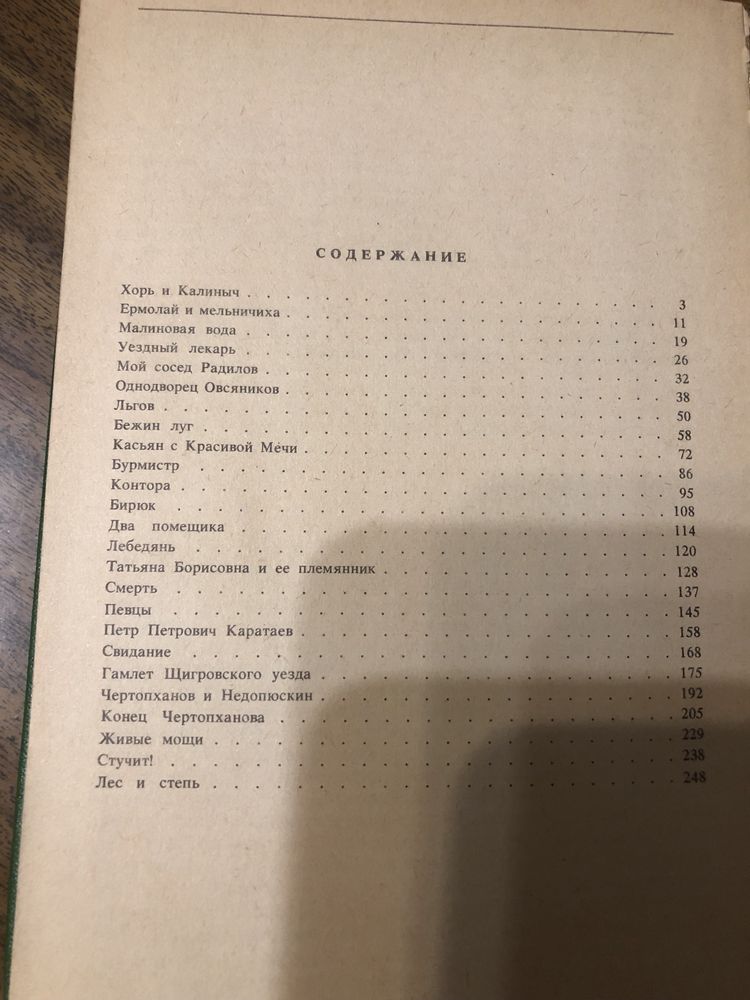 СОДЕРЖАНИЕ
Хорь и Калиныч . . . . . . . . . . . . . . . . . . 3
Ермолай и мельничиха . . . . . . . . . . . . . . . . 11
Малиновая вода . . . . . . . . . . . . . . . . . . 19
Уездный лекарь . . . . . . . . . . . . . . . . . . 26
Мой сосед Радилов . . . . . . . . . . . . . . . . . 32
Однодворец Овсяников . . . . . . . . . . . . . . . . 38
Льгов . . . . . . . . . . . . . . . . . . . . . . 50
Бежин луг . . . . . . . . . . . . . . . . . . . . 58
Касьян с Красивой Мечи . . . . . . . . . . . . . . . 72
Бурмистр . . . . . . . . . . . . . . . . . . . . 86
Контора . . . . . . . . . . . . . . . . . . . . . 95
Бирюк . . . . . . . . . . . . . . . . . . . . . 108
Два помещика . . . . . . . . . . . . . . . . . . 114
Лебедянь . . . . . . . . . . . . . . . . . . . . 120
Татьяна Борисовна и ее племянник . . . . . . . . . . . 128
Смерть . . . . . . . . . . . . . . . . . . . . . 137
Певцы . . . . . . . . . . . . . . . . . . . . . 145
Петр Петрович Каратаев . . . . . . . . . . . . . . . 158
Свидание . . . . . . . . . . . . . . . . . . . . 168
Гамлет Щигровского уезда . . . . . . . . . . . . . . 175
Чертопханов и Недопюскин . . . . . . . . . . . . . . 192
Конец Чертопханова . . . . . . . . . . . . . . . . 205
Живые мощи . . . . . . . . . . . . . . . . . . . 229
Стучит! . . . . . . . . . . . . . . . . . . . . . 238
Лес и степь . . . . . . . . . . . . . . . . . . . 248